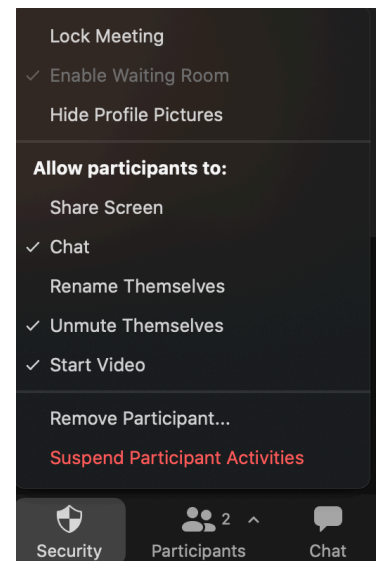 Lock Meeting
✓ Enable Waiting Room
Hide Profile Pictures
Allow participants to:
Share Screen
✓ Chat
Rename Themselves
✓ Unmute Themselves
✓ Start Video
Remove Participant...
Suspend Participant Activities
2
Security Participants Chat